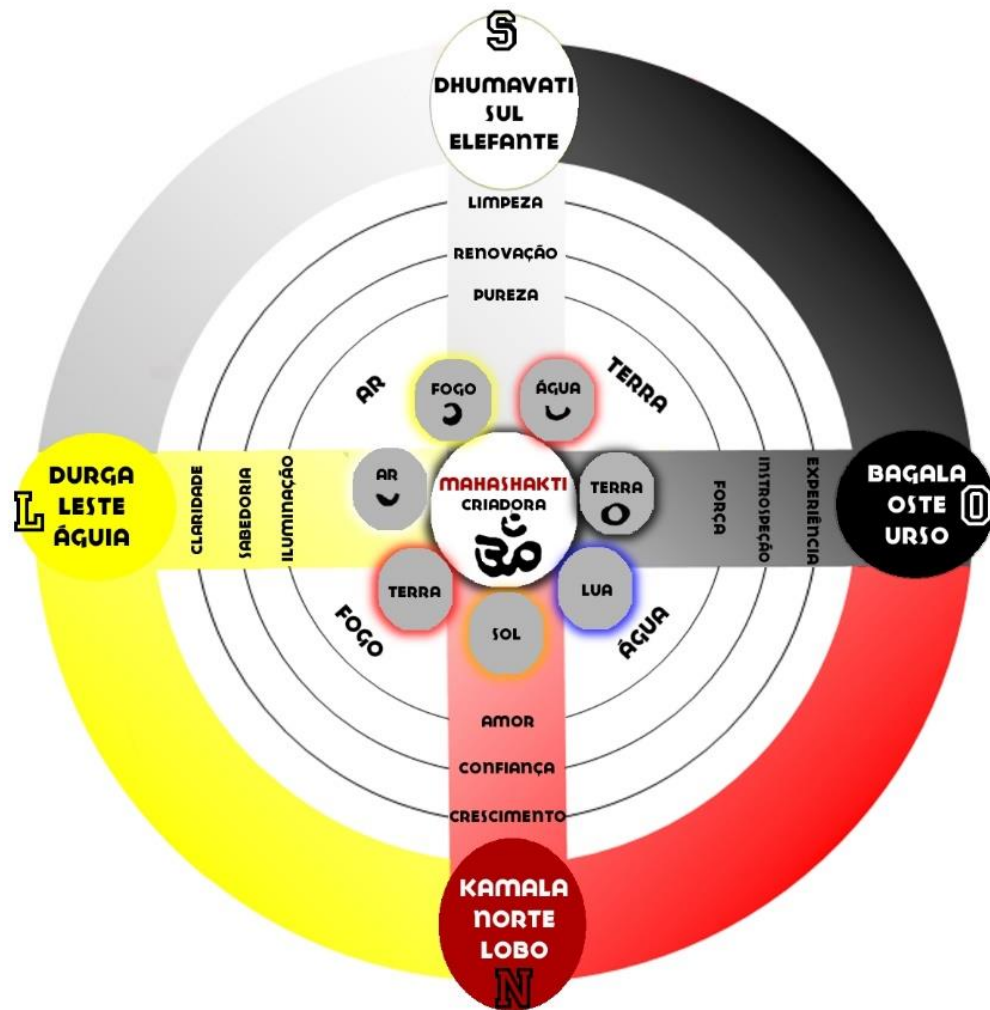 S
DHUMAVATI
SUL
ELEFANTE
LIMPEZA
RENOVAÇÃO
PUREZA
AR
FOGO
ÁGUA
TERRA
DURGA
LESTE
ÁGUIA
L
CLARIDADE
SABEDORIA
ILUMINAÇÃO
AR
MAHASHAKTI
CRIADORA
ॐ
TERRA
FORÇA
INSTROSPEÇÃO
EXPERIÊNCIA
BAGALA
OSTE
URSO
O
TERRA
SOL
LUA
FOGO
ÁGUA
AMOR
CONFIANÇA
CRESCIMENTO
KAMALA
NORTE
LOBO
N